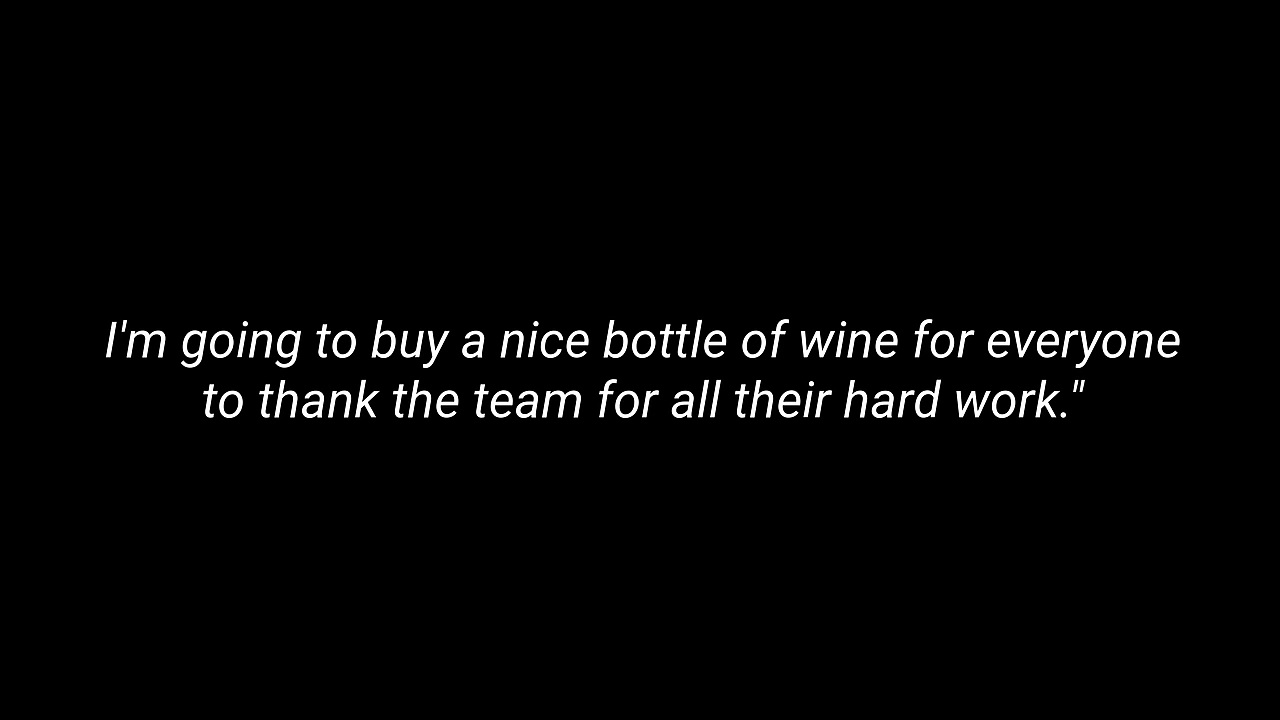 I'm going to buy a nice bottle of wine for everyone
to thank the team for all their hard work."